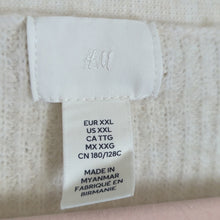 H&M
EUR XXL
US XXL
CA TTG
MX XXG
CN 180/128C
MADE IN
MYANMAR
FABRIQUÉ EN
BIRMANIE